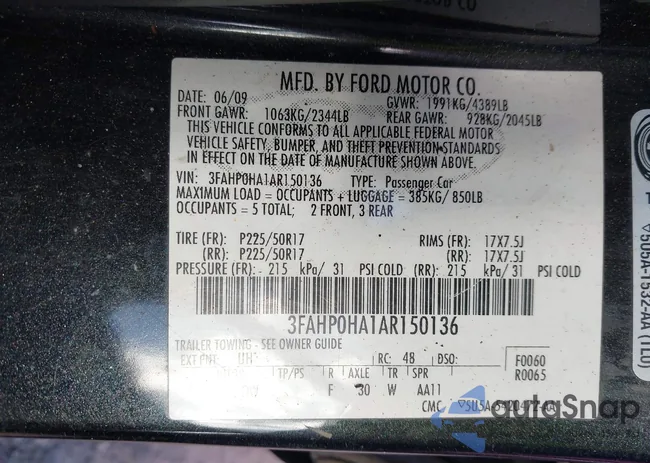 MFD. BY FORD MOTOR CO.
DATE: 06/09 GVWR: 1991KG/4389LB
FRONT GAWR: 1063KG/2344LB REAR GAWR: 928KG/2045LB
THIS VEHICLE CONFORMS TO ALL APPLICABLE FEDERAL MOTOR
VEHICLE SAFETY, BUMPER, AND THEFT PREVENTION STANDARDS
IN EFFECT ON THE DATE OF MANUFACTURE SHOWN ABOVE.
VIN: 3FAHP0HA1AR150136 TYPE: Passenger Car
MAXIMUM LOAD = OCCUPANTS + LUGGAGE = 385KG/ 850LB
OCCUPANTS = 5 TOTAL: 2 FRONT, 3 REAR
TIRE (FR): P225/50R17 RIMS (FR): 17X7.5J
(RR): P225/50R17 (RR): 17X7.5J
PRESSURE (FR): 215 kPa/ 31 PSI COLD (RR): 215 kPa/ 31 PSI COLD
3FAHP0HA1AR150136
TRAILER TOWING - SEE OWNER GUIDE
EXT PNT: UH RC: 48 DSO: F0060
R0065
TP/PS R AXLE TR SPR
F 30 W AA11
CMC
autoSnap